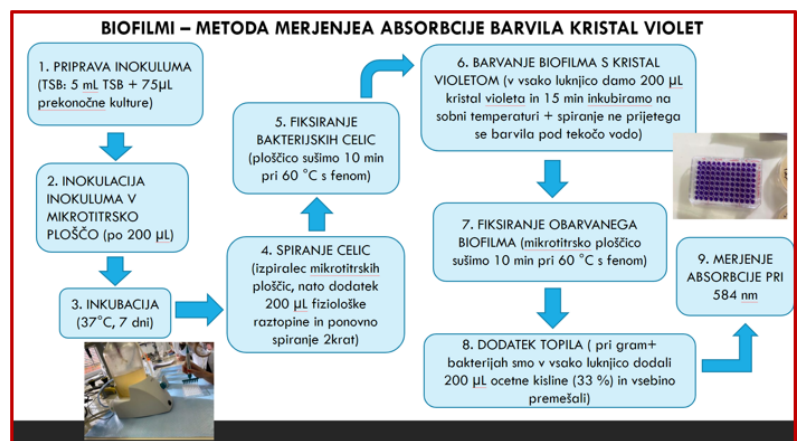 BIOFILMI – METODA MERJENJEA ABSORBCIJE BARVILA KRISTAL VIOLET
1. PRIPRAVA INOKULUMA
(TSB: 5 mL TSB + 75µL
prekonočne kulture)
2. INOKULACIJA
INOKULUMA V
MIKROTITRSKO
PLOŠČO (po 200 µL)
3. INKUBACIJA
(37°C, 7 dni)
4. SPIRANJE CELIC
(izpiralec mikrotitrskih
ploščic, nato dodatek
200 µL fiziološke
raztopine in ponovno
spiranje 2krat)
5. FIKSIRANJE
BAKTERIJSKIH CELIC
(ploščico sušimo 10 min
pri 60 °C s fenom)
6. BARVANJE BIOFILMA S KRISTAL
VIOLETOM (v vsako luknjico damo 200 µL
kristal violeta in 15 min inkubiramo na
sobni temperaturi + spiranje ne prijetega
se barvila pod tekočo vodo)
7. FIKSIRANJE OBARVANEGA
BIOFILMA (mikrotitrsko ploščico
sušimo 10 min pri 60 °C s fenom)
8. DODATEK TOPILA ( pri gram+
bakterijah smo v vsako luknjico dodali
200 µL ocetne kisline (33 %) in vsebino
premešali)
9. MERJENJE
ABSORBCIJE PRI
584 nm